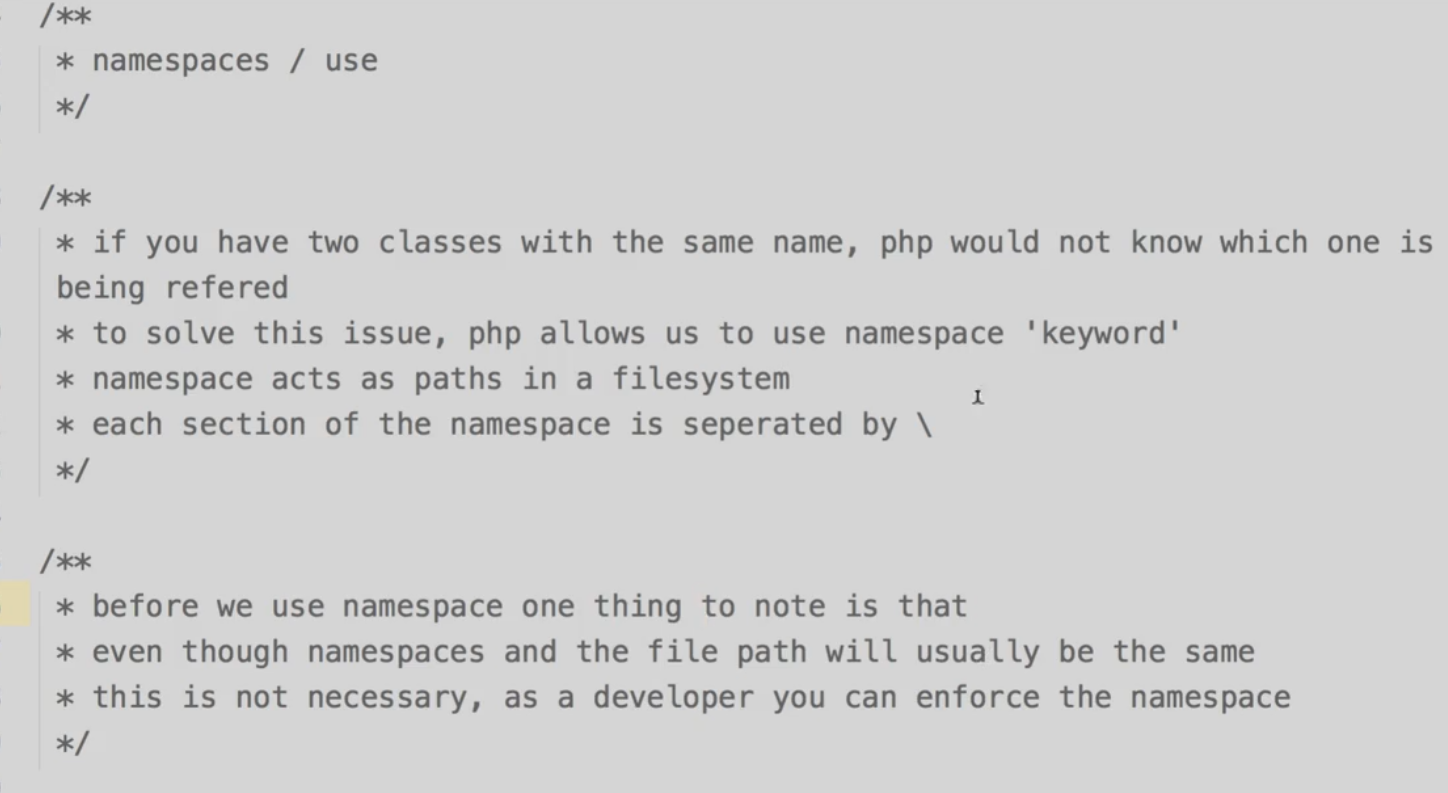 /**
* namespaces / use
*/
/**
* if you have two classes with the same name, php would not know which one is
being refered
* to solve this issue, php allows us to use namespace 'keyword'
* namespace acts as paths in a filesystem
* each section of the namespace is seperated by \
*/
/**
* before we use namespace one thing to note is that
* even though namespaces and the file path will usually be the same
* this is not necessary, as a developer you can enforce the namespace
*/